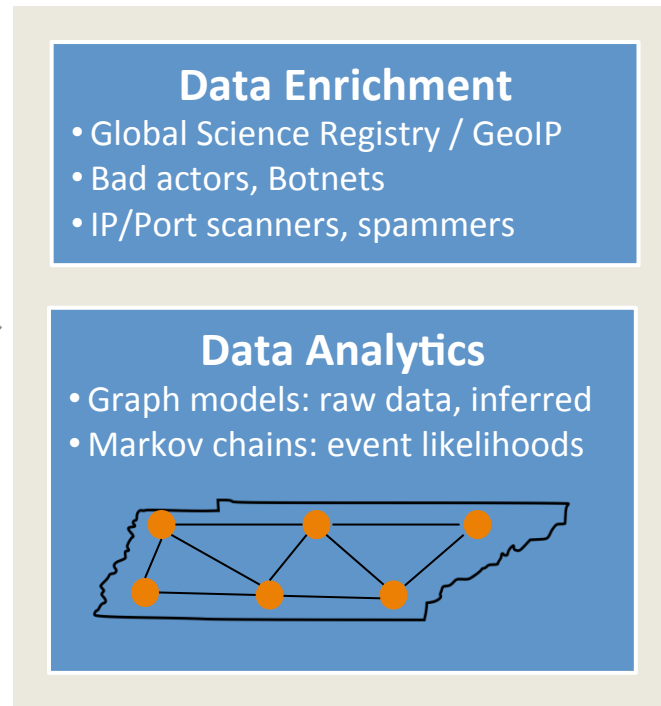 Data Enrichment
• Global Science Registry / GeoIP
• Bad actors, Botnets
• IP/Port scanners, spammers
Data Analytics
• Graph models: raw data, inferred
• Markov chains: event likelihoods